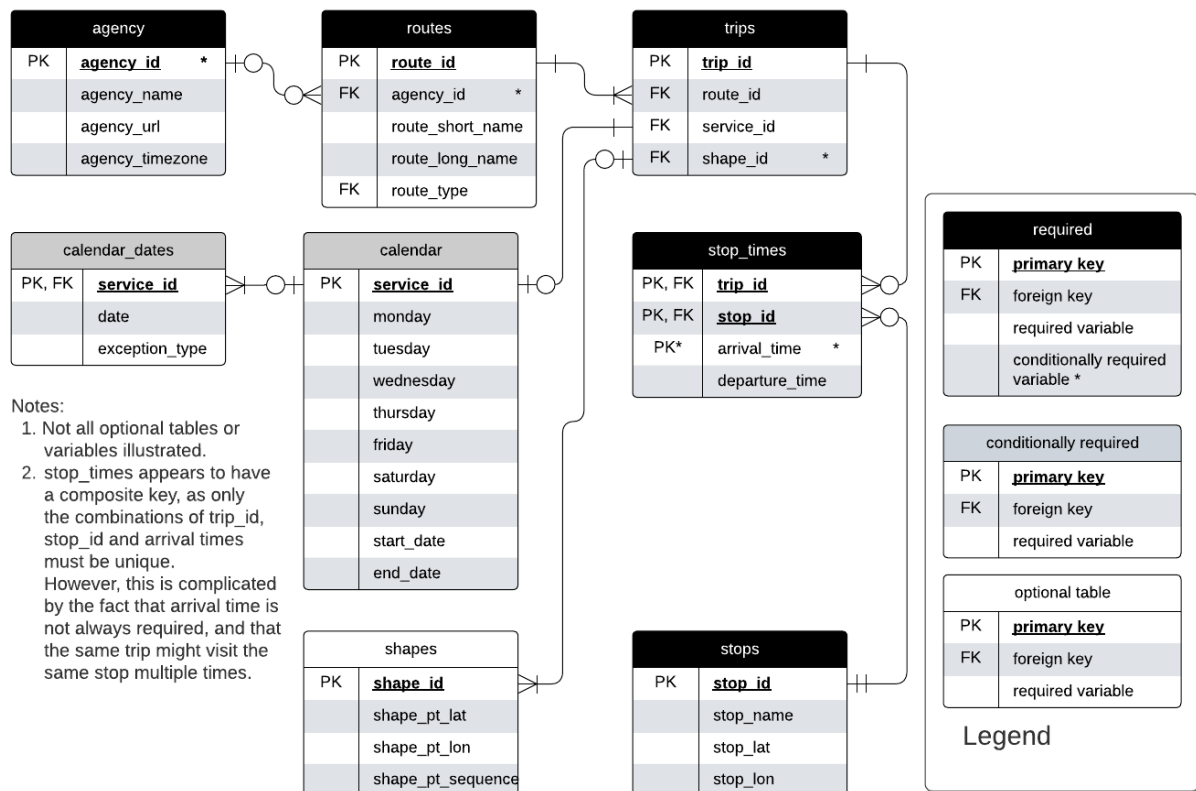 agency
PK agency_id *
agency_name
agency_url
agency_timezone
routes
PK route_id
FK agency_id *
route_short_name
route_long_name
FK route_type
trips
PK trip_id
FK route_id
FK service_id
FK shape_id *
calendar_dates
PK, FK service_id
date
exception_type
calendar
PK service_id
monday
tuesday
wednesday
thursday
friday
saturday
sunday
start_date
end_date
stop_times
PK, FK trip_id
PK, FK stop_id
PK* arrival_time *
departure_time
Notes:
1. Not all optional tables or
variables illustrated.
2. stop_times appears to have
a composite key, as only
the combinations of trip_id,
stop_id and arrival times
must be unique.
However, this is complicated
by the fact that arrival time is
not always required, and that
the same trip might visit the
same stop multiple times.
shapes
PK shape_id
shape_pt_lat
shape_pt_lon
shape_pt_sequence
stops
PK stop_id
stop_name
stop_lat
stop_lon
required
PK primary key
FK foreign key
required variable
conditionally required
variable *
conditionally required
PK primary key
FK foreign key
required variable
optional table
PK primary key
FK foreign key
required variable
Legend